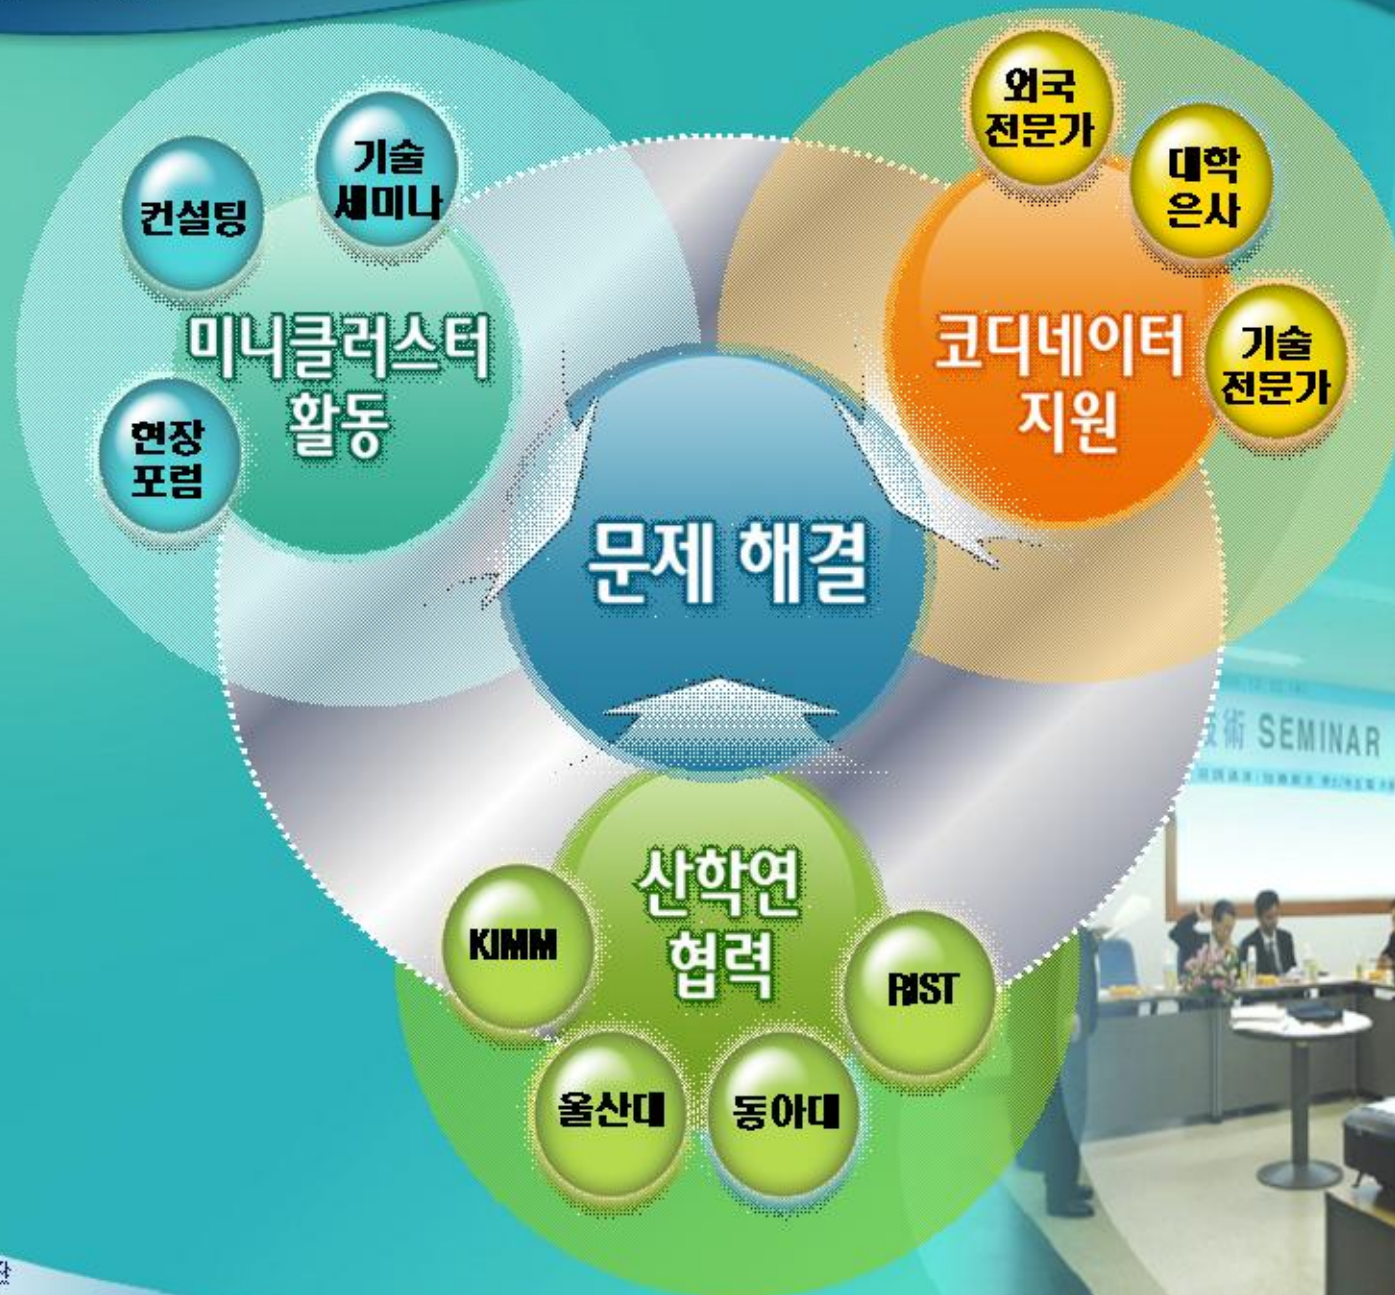 외국
전문가
대학
은사
기술
전문가
컨설팅
기술
세미나
현장
포럼
미니클러스터
활동
코디네이터
지원
문제 해결
산학연
협력
KIMM
RIST
울산대
동아대
術 SEMINAR